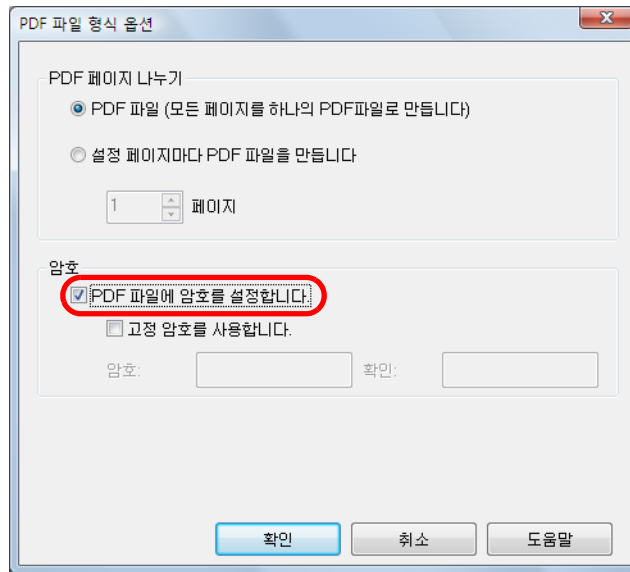 PDF 파일 형식 옵션
PDF 페이지 나누기
PDF 파일 (모든 페이지를 하나의 PDF파일로 만듭니다)
설정 페이지마다 PDF 파일을 만듭니다
1 페이지
암호
PDF 파일에 암호를 설정합니다.
고정 암호를 사용합니다.
암호: 확인:
확인 취소 도움말